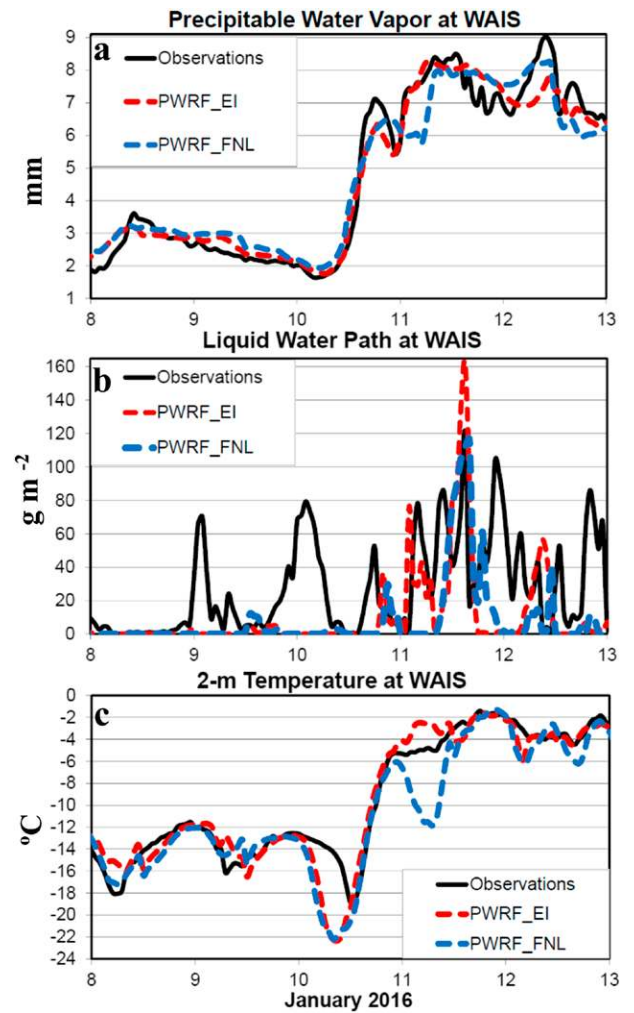 Precipitable Water Vapor at WAIS
a
Observations
PWRF_EI
PWRF_FNL
mm
9
8
7
6
5
4
3
2
1
8 9 10 11 12 13
Liquid Water Path at WAIS
b
Observations
PWRF_EI
PWRF_FNL
g m -2
160
140
120
100
80
60
40
20
0
8 9 10 11 12 13
2-m Temperature at WAIS
c
°C
0
-2
-4
-6
-8
-10
-12
-14
-16
-18
-20
-22
-24
Observations
PWRF_EI
PWRF_FNL
8 9 10 11 12 13
January 2016